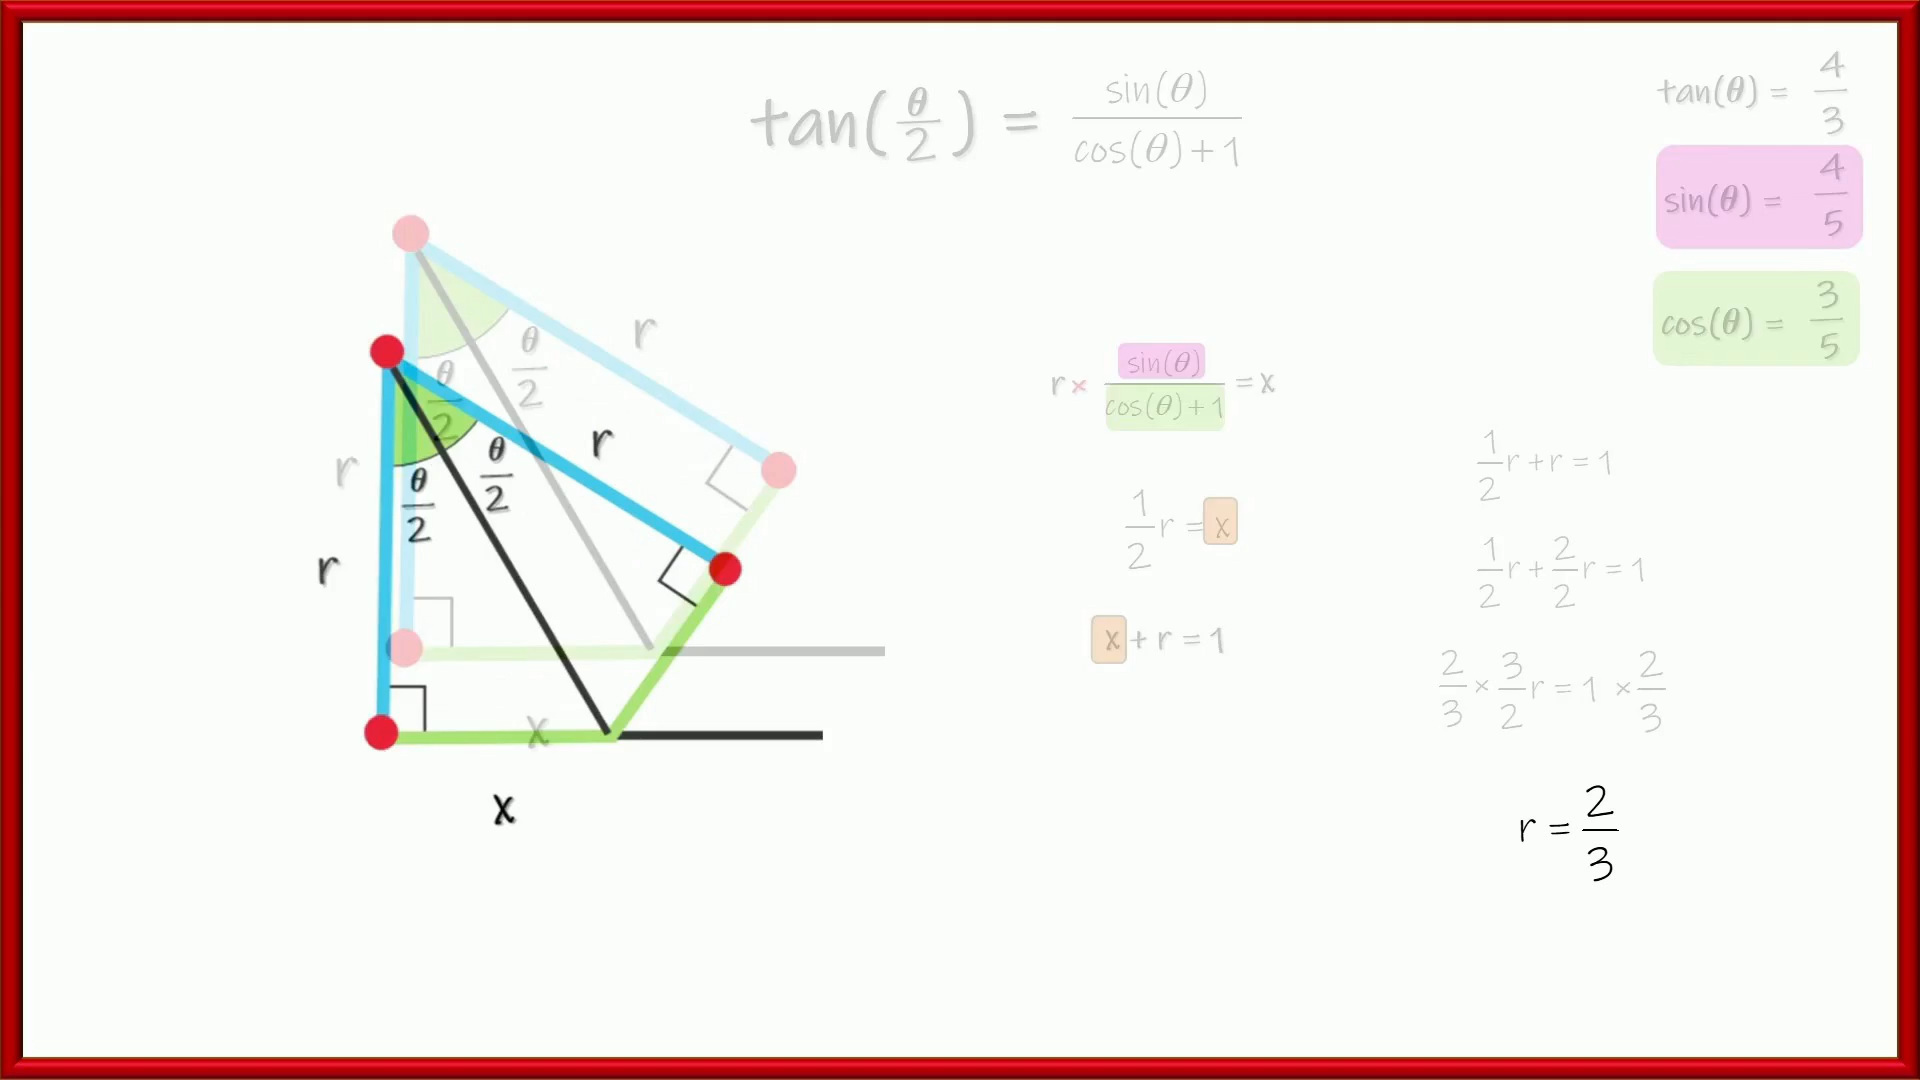 tan(θ/2) = sin(θ)/(cos(θ)+1)
tan(θ) = 4/3
sin(θ) = 4/5
cos(θ) = 3/5
r
θ/2
θ/2
r × sin(θ)/(cos(θ)+1) = x
r
r
θ/2
θ/2
r
1/2 r + r = 1
1/2 r = x
1/2 r + 2/2 r = 1
x + r = 1
2/3 × 3/2 r = 1 × 2/3
x
x
r = 2/3